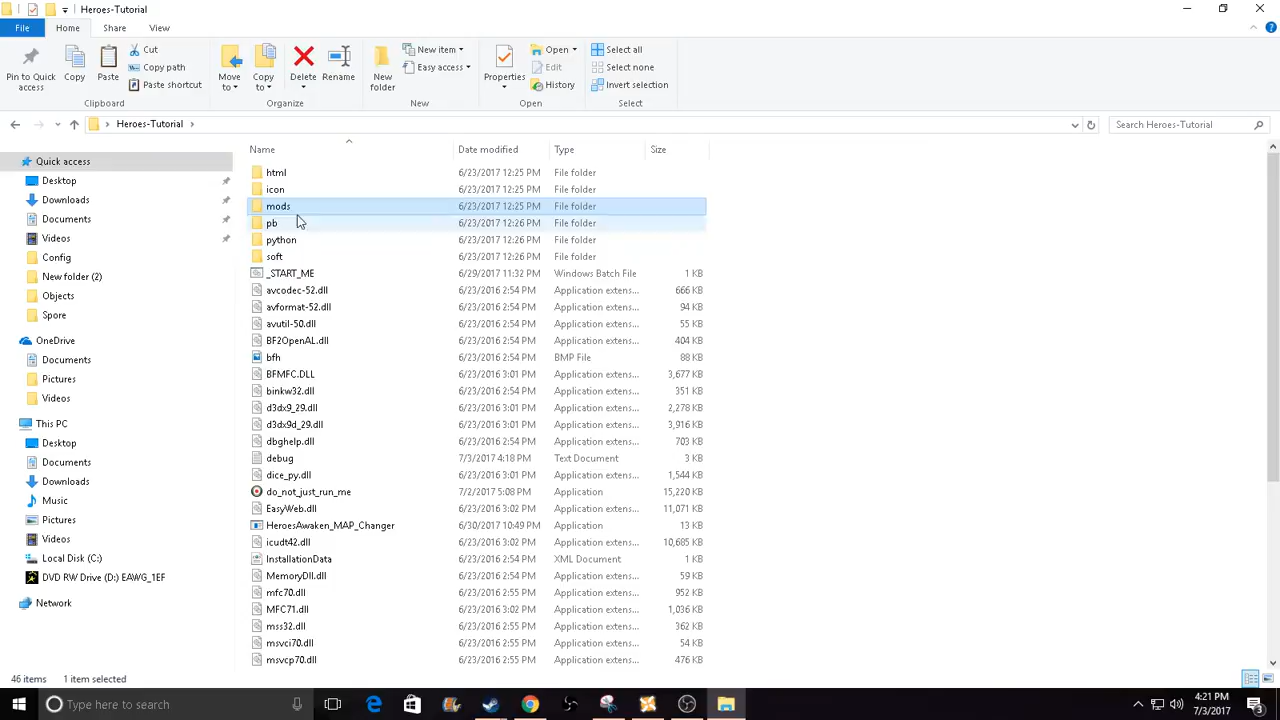 Heroes-Tutorial
File Home Share View
Pin to Quick access
Copy
Paste
Cut
Copy path
Paste shortcut
Clipboard
Move to
Copy to
Delete
Rename
Organize
New folder
New item
Easy access
New
Properties
Open
Edit
History
Open
Select all
Select none
Invert selection
Select
Heroes-Tutorial
Search Heroes-Tutorial
Quick access
Desktop
Downloads
Documents
Videos
Config
New folder (2)
Objects
Spore
OneDrive
Documents
Pictures
Videos
This PC
Desktop
Documents
Downloads
Music
Pictures
Videos
Local Disk (C:)
DVD RW Drive (D:) EAWG_1EF
Network
Name Date modified Type Size
html 6/23/2017 12:25 PM File folder
icon 6/23/2017 12:25 PM File folder
mods 6/23/2017 12:25 PM File folder
pb 6/23/2017 12:26 PM File folder
python 6/23/2017 12:26 PM File folder
soft 6/23/2017 12:26 PM File folder
_START_ME 6/29/2017 11:32 PM Windows Batch File 1 KB
avcodec-52.dll 6/23/2016 2:54 PM Application extens... 666 KB
avformat-52.dll 6/23/2016 2:54 PM Application extens... 94 KB
avutil-50.dll 6/23/2016 2:54 PM Application extens... 55 KB
BF2OpenAL.dll 6/23/2016 2:54 PM Application extens... 404 KB
bfh 6/23/2016 2:54 PM BMP File 88 KB
BFMFC.DLL 6/23/2016 3:01 PM Application extens... 3,677 KB
binkw32.dll 6/23/2016 2:54 PM Application extens... 351 KB
d3dx9_29.dll 6/23/2016 3:01 PM Application extens... 2,278 KB
d3dx9d_29.dll 6/23/2016 3:01 PM Application extens... 3,916 KB
dbghelp.dll 6/23/2016 2:54 PM Application extens... 703 KB
debug 7/3/2017 4:18 PM Text Document 3 KB
dice_py.dll 6/23/2016 3:01 PM Application extens... 1,544 KB
do_not_just_run_me 7/2/2017 5:08 PM Application 15,220 KB
EasyWeb.dll 6/23/2016 3:02 PM Application extens... 11,071 KB
HeroesAwaken_MAP_Changer 6/30/2017 10:49 PM Application 13 KB
icudt42.dll 6/23/2016 3:02 PM Application extens... 10,685 KB
InstallationData 6/23/2016 2:54 PM XML Document 1 KB
MemoryDll.dll 6/23/2016 2:54 PM Application extens... 59 KB
mfc70.dll 6/23/2016 2:55 PM Application extens... 952 KB
MFC71.dll 6/23/2016 3:02 PM Application extens... 1,036 KB
mss32.dll 6/23/2016 2:55 PM Application extens... 362 KB
msvci70.dll 6/23/2016 2:55 PM Application extens... 54 KB
msvcp70.dll 6/23/2016 2:55 PM Application extens... 476 KB
46 items 1 item selected
Type here to search
4:21 PM
7/3/2017
3